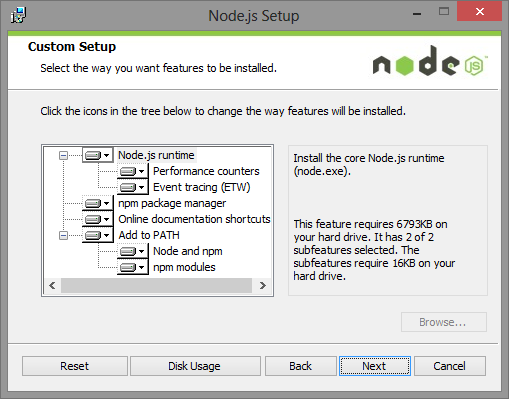 Node.js Setup
Custom Setup
Select the way you want features to be installed.
node JS
Click the icons in the tree below to change the way features will be installed.
Node.js runtime
Performance counters
Event tracing (ETW)
npm package manager
Online documentation shortcuts
Add to PATH
Node and npm
npm modules
Install the core Node.js runtime
(node.exe).
This feature requires 6793KB on
your hard drive. It has 2 of 2
subfeatures selected. The
subfeatures require 16KB on your
hard drive.
Browse...
Reset
Disk Usage
Back
Next
Cancel